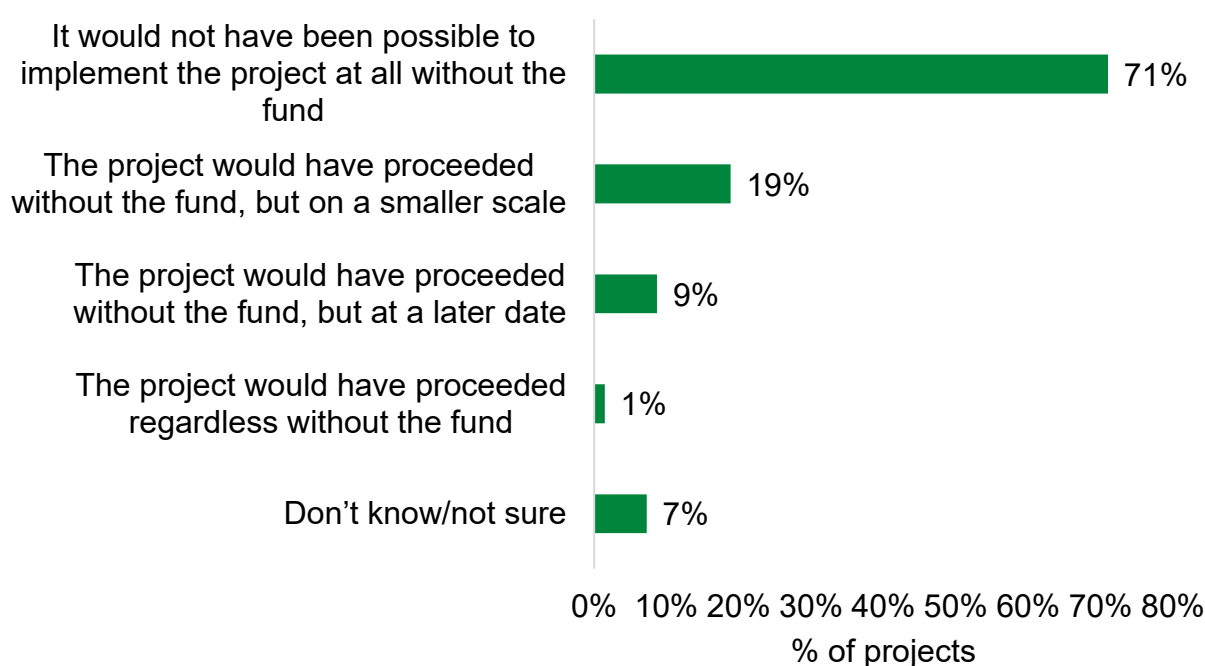 It would not have been possible to
implement the project at all without the
fund
71%
The project would have proceeded
without the fund, but on a smaller scale
19%
The project would have proceeded
without the fund, but at a later date
9%
The project would have proceeded
regardless without the fund
1%
Don’t know/not sure
7%
0% 10% 20% 30% 40% 50% 60% 70% 80%
% of projects